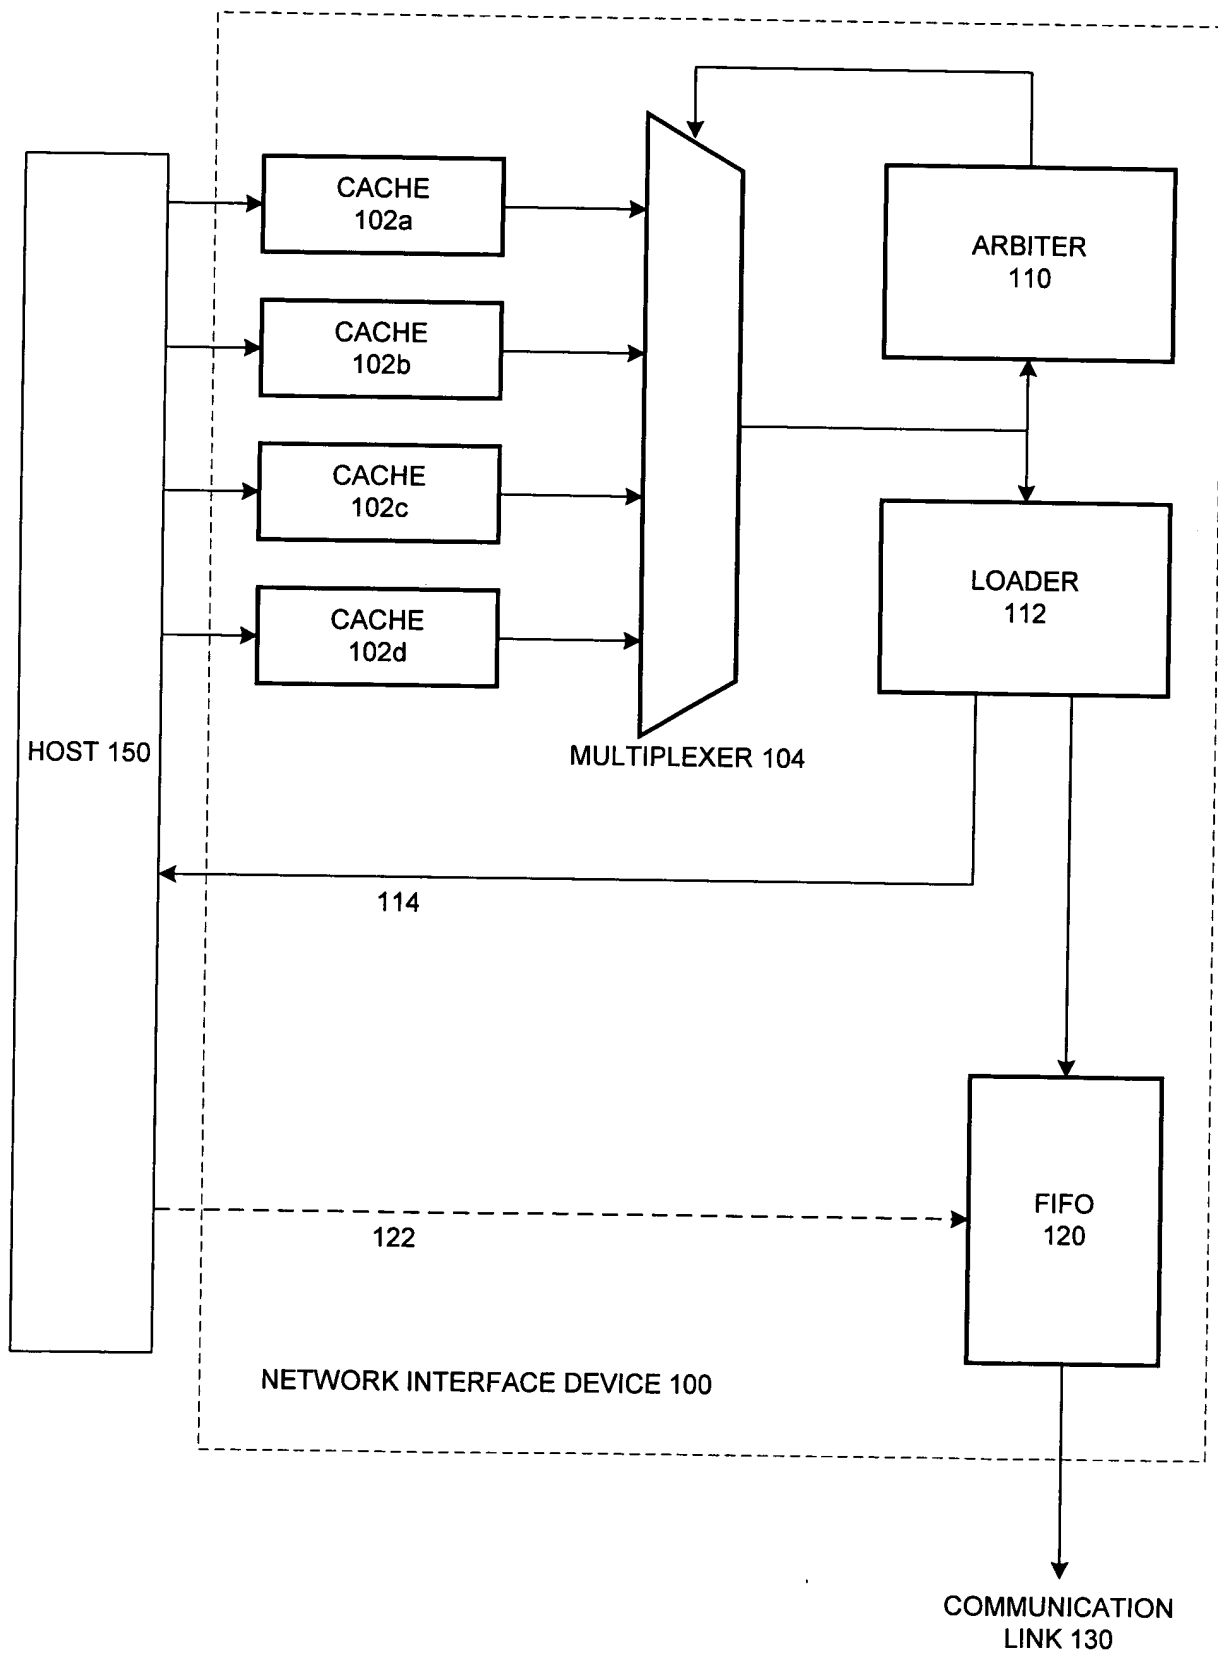 CACHE
102a
ARBITER
110
CACHE
102b
CACHE
102c
LOADER
112
CACHE
102d
HOST 150
MULTIPLEXER 104
114
FIFO
120
122
NETWORK INTERFACE DEVICE 100
COMMUNICATION
LINK 130